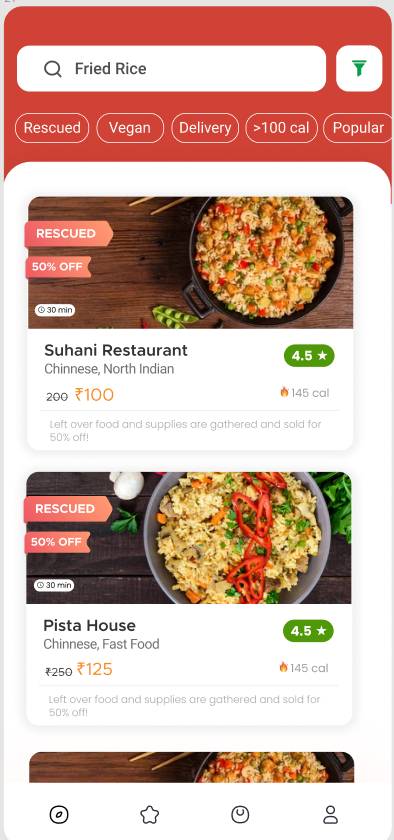 Fried Rice
Rescued
Vegan
Delivery
>100 cal
Popular
RESCUED
50% OFF
30 min
Suhani Restaurant
4.5 ★
Chinnese, North Indian
200 ₹100
145 cal
Left over food and supplies are gathered and sold for
50% off!
RESCUED
50% OFF
30 min
Pista House
4.5 ★
Chinnese, Fast Food
₹250 ₹125
145 cal
Left over food and supplies are gathered and sold for
50% off!